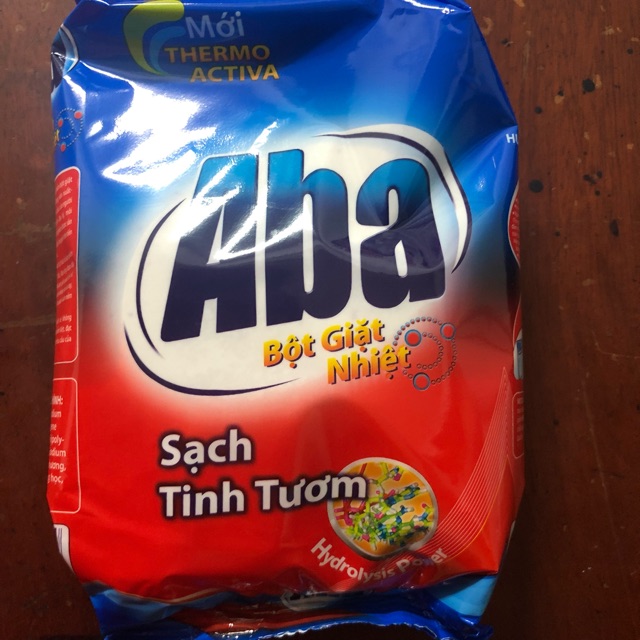 Mới
THERMO
ACTIVA
Aba
Bột Giặt
Nhiệt
Sạch
Tinh Tươm
Hydrolysis Power